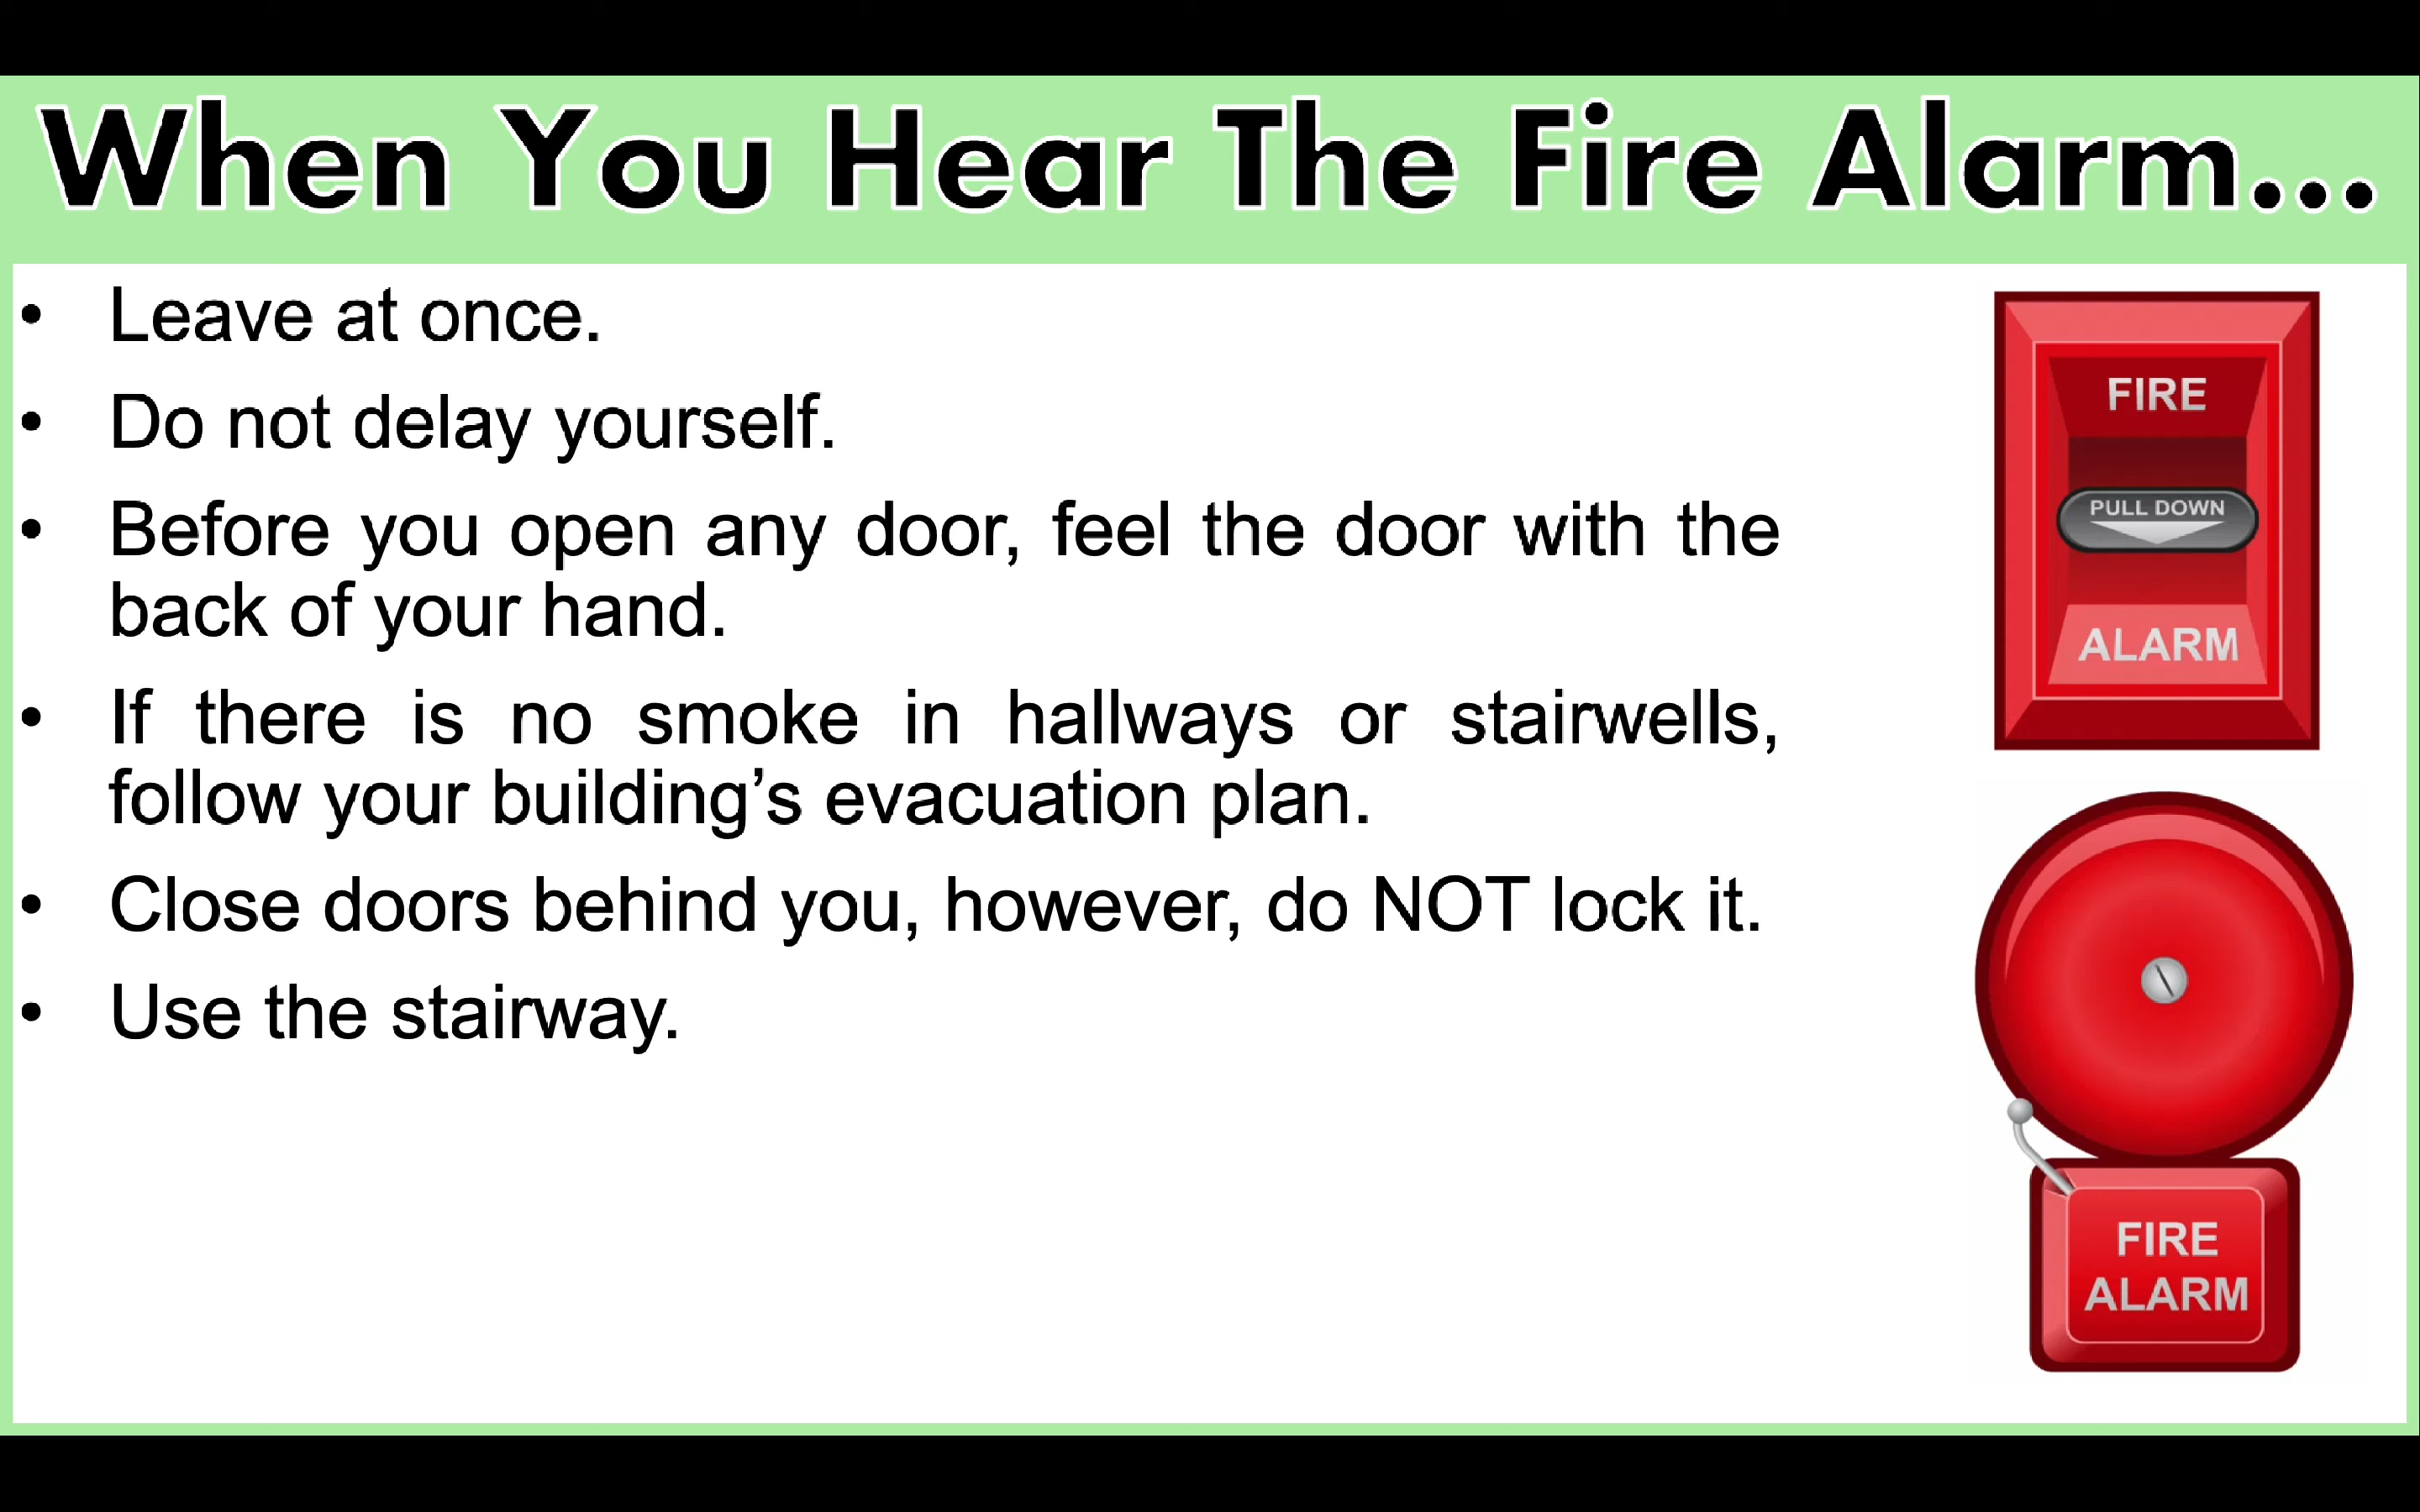 When You Hear The Fire Alarm...
• Leave at once.
• Do not delay yourself.
• Before you open any door, feel the door with the
back of your hand.
• If there is no smoke in hallways or stairwells,
follow your building’s evacuation plan.
• Close doors behind you, however, do NOT lock it.
• Use the stairway.
FIRE
PULL DOWN
ALARM
FIRE
ALARM